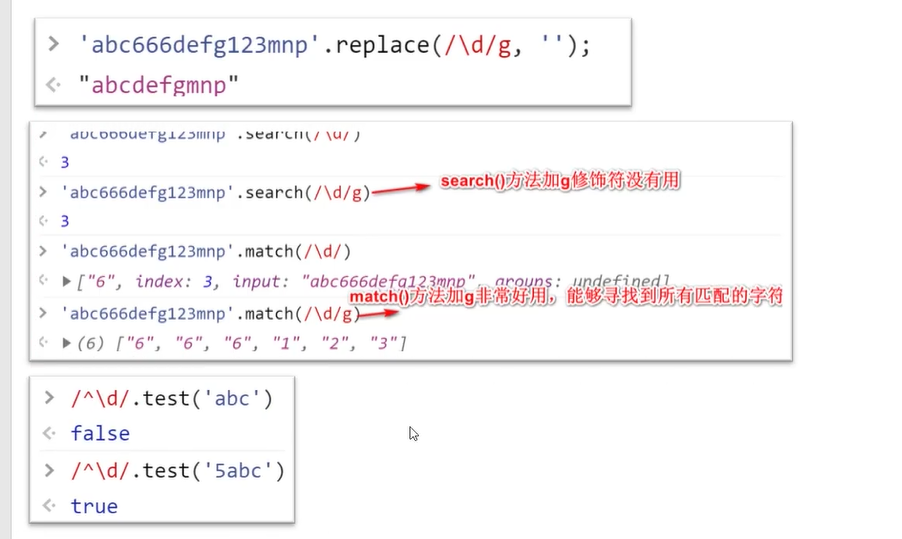 > 'abc666defg123mnp'.replace(/\d/g, '');
"abcdefgmnp"
> 'abc666defg123mnp'.search(/\d/)
3
> 'abc666defg123mnp'.search(/\d/g)
search()方法加g修饰符没有用
3
> 'abc666defg123mnp'.match(/\d/)
["6", index: 3, input: "abc666defg123mnp", groups: undefined]
match()方法加g非常好用，能够寻找到所有匹配的字符
> 'abc666defg123mnp'.match(/\d/g)
(6) ["6", "6", "6", "1", "2", "3"]
> /^\d/.test('abc')
false
> /^\d/.test('5abc')
true